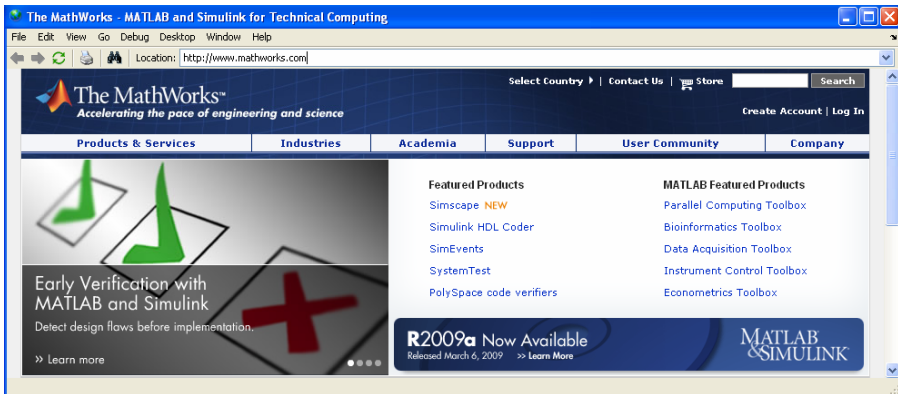 The MathWorks - MATLAB and Simulink for Technical Computing
File Edit View Go Debug Desktop Window Help
Location: http://www.mathworks.com
Select Country | Contact Us | Store Search
The MathWorks™
Accelerating the pace of engineering and science
Create Account | Log In
Products & Services Industries Academia Support User Community Company
Featured Products
Simscape NEW
Simulink HDL Coder
SimEvents
SystemTest
PolySpace code verifiers
MATLAB Featured Products
Parallel Computing Toolbox
Bioinformatics Toolbox
Data Acquisition Toolbox
Instrument Control Toolbox
Econometrics Toolbox
Early Verification with
MATLAB and Simulink
Detect design flaws before implementation.
» Learn more
R2009a Now Available
Released March 6, 2009 » Learn More
MATLAB
&SIMULINK